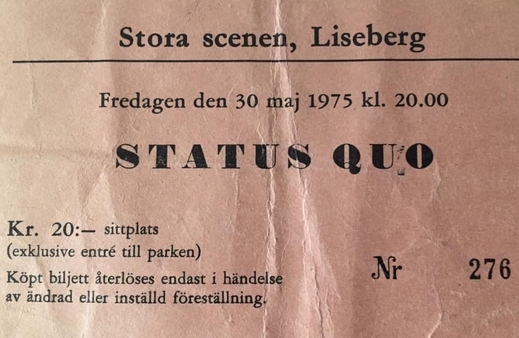 Stora scenen, Liseberg
Fredagen den 30 maj 1975 kl. 20.00
STATUS QUO
Kr. 20:— sittplats
(exklusive entré till parken)
Köpt biljett återlöses endast i händelse
av ändrad eller inställd föreställning.
Nr 276